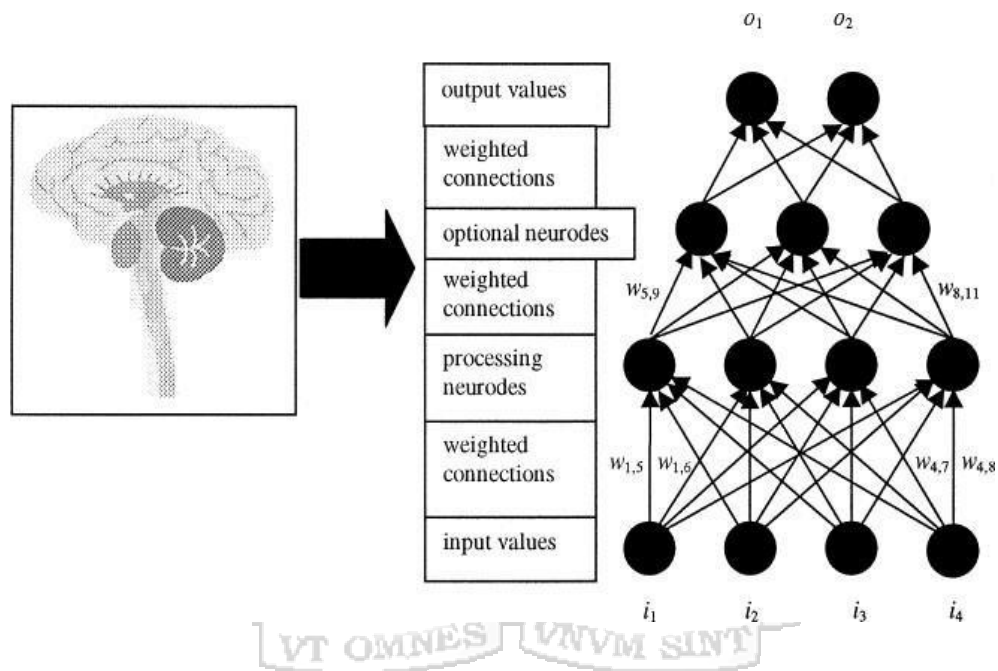 o1 o2
output values
weighted
connections
optional neurodes
weighted
connections
w5,9 w8,11
processing
neurodes
weighted
connections
w1,5 w1,6 w4,7 w4,8
input values
i1 i2 i3 i4
VT OMNES VNVM SINT